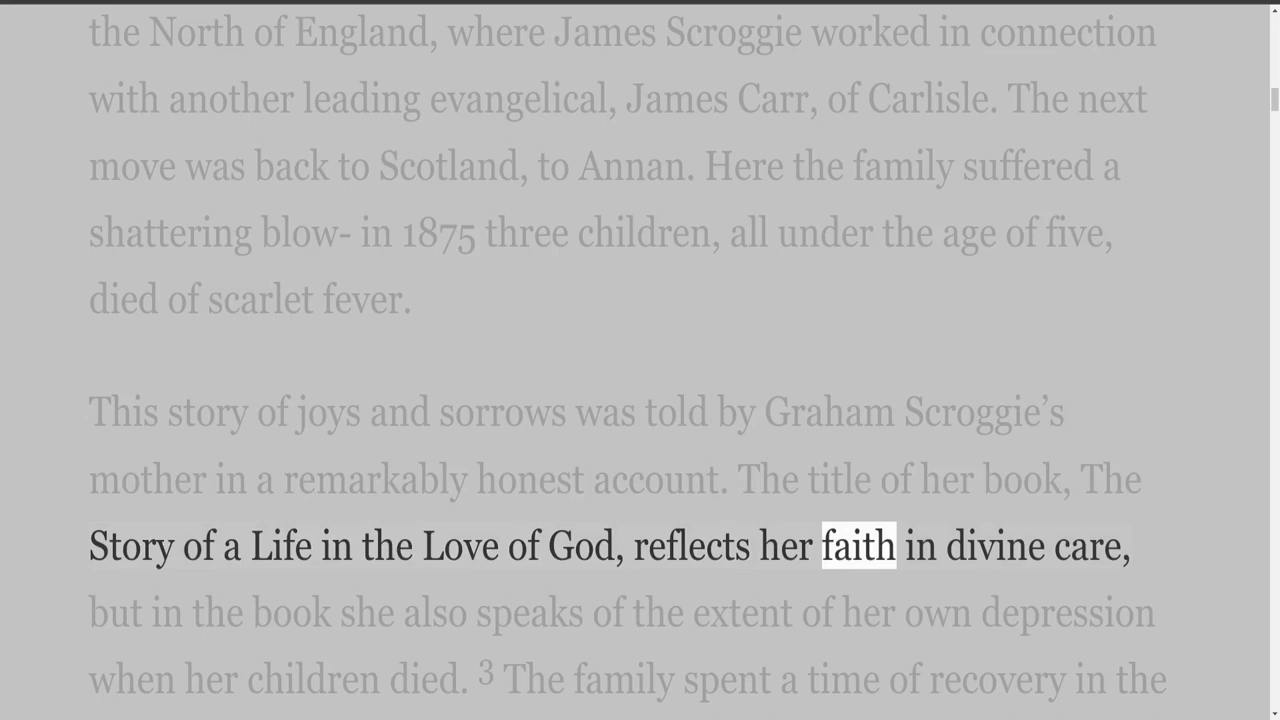 the North of England, where James Scroggie worked in connection
with another leading evangelical, James Carr, of Carlisle. The next
move was back to Scotland, to Annan. Here the family suffered a
shattering blow- in 1875 three children, all under the age of five,
died of scarlet fever.
This story of joys and sorrows was told by Graham Scroggie’s
mother in a remarkably honest account. The title of her book, The
Story of a Life in the Love of God, reflects her faith in divine care,
but in the book she also speaks of the extent of her own depression
when her children died. 3 The family spent a time of recovery in the